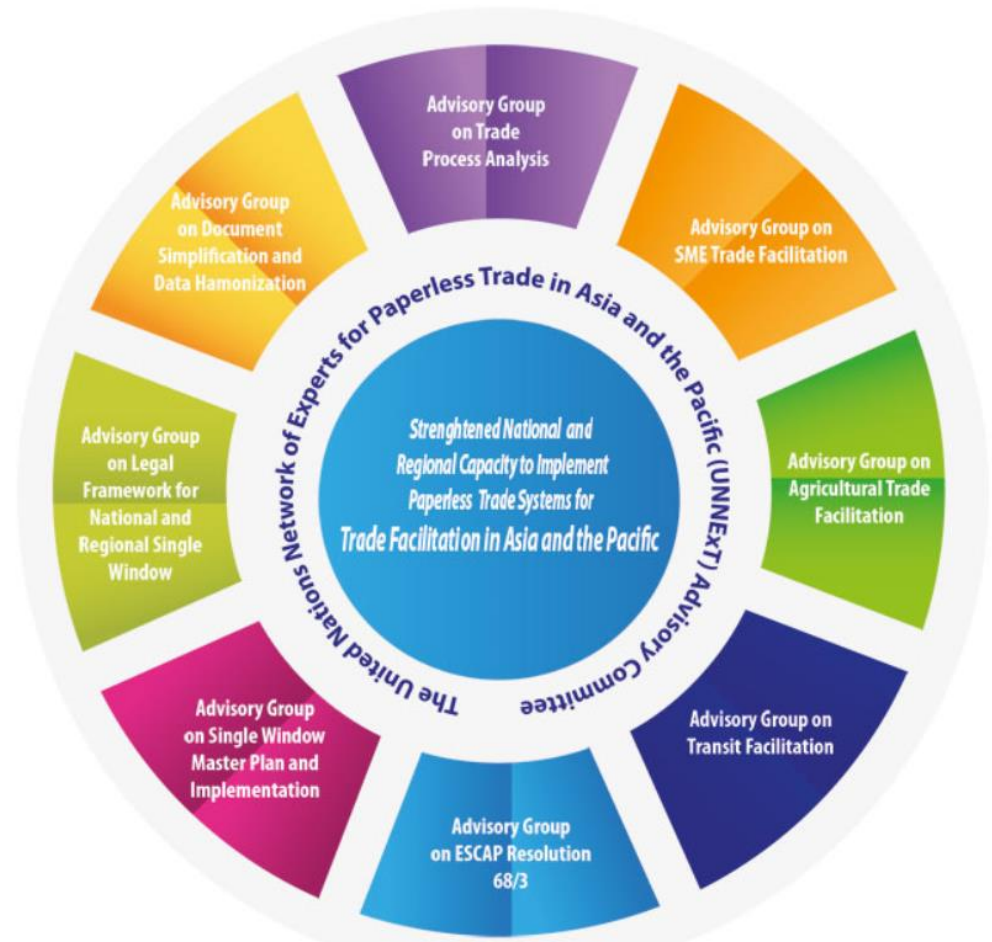 Advisory Group
on Trade
Process Analysis
Advisory Group on
SME Trade Facilitation
Advisory Group on
Agricultural Trade
Facilitation
Advisory Group on
Transit Facilitation
Advisory Group
on ESCAP Resolution
68/3
Advisory Group
on Single Window
Master Plan and
Implementation
Advisory Group
on Legal
Framework for
National and
Regional Single
Window
Advisory Group
on Document
Simplification and
Data Hamonization
The United Nations Network of Experts for Paperless Trade in Asia and the Pacific (UNNExT) Advisory Committee
Strenghtened National and
Regional Capacity to Implement
Paperless Trade Systems for
Trade Facilitation in Asia and the Pacific